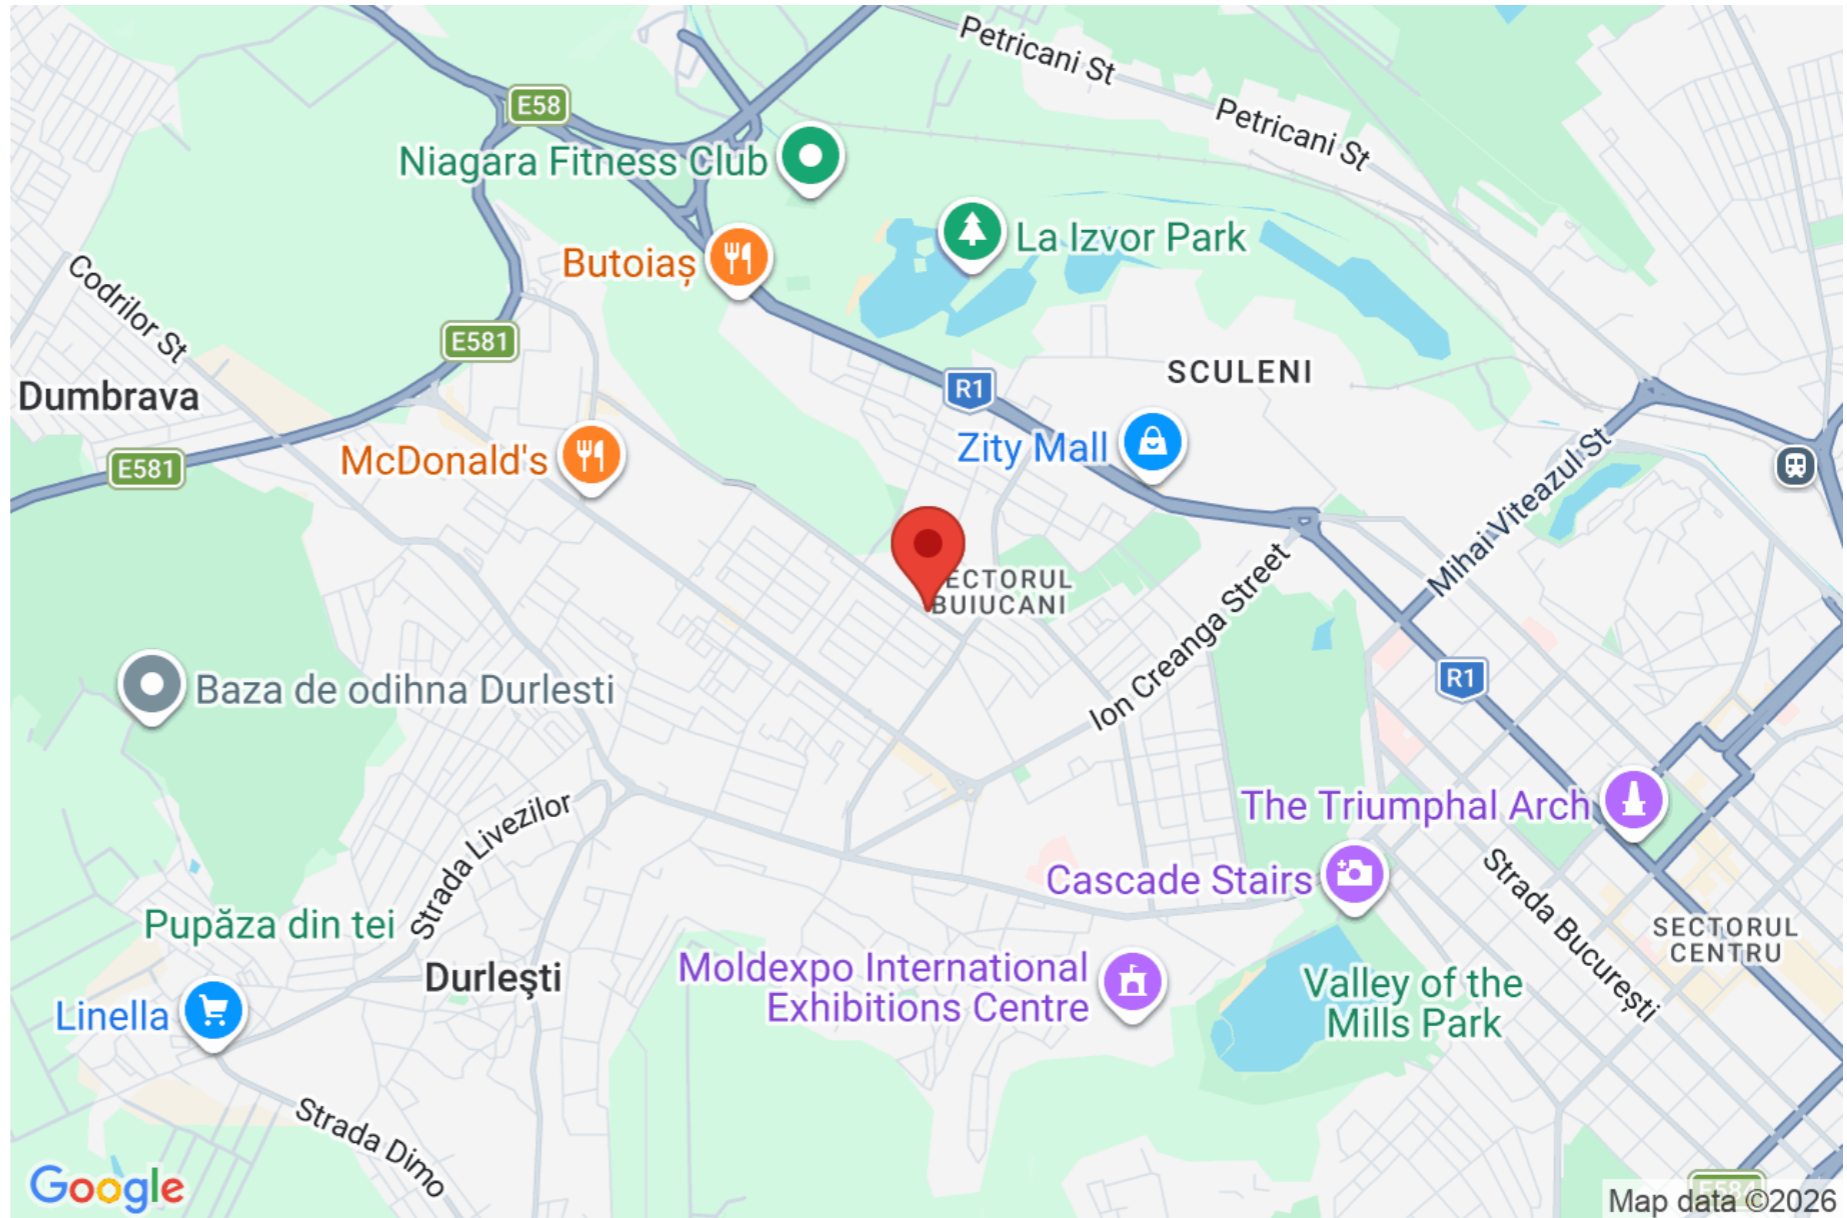 Petricani St
Petricani St
E58
Niagara Fitness Club
La Izvor Park
Butoiaș
Codrilor St
E581
SCULENI
R1
Dumbrava
Zity Mall
McDonald's
E581
Mihai Viteazul St
BUIUCANI
Ion Creanga Street
R1
Baza de odihna Durlesti
The Triumphal Arch
Strada Livezilor
Cascade Stairs
Strada București
Pupăza din tei
SECTORUL
CENTRU
Durleşti
Moldexpo International
Exhibitions Centre
Valley of the
Mills Park
Linella
Strada Dimo
Google
Map data ©2026